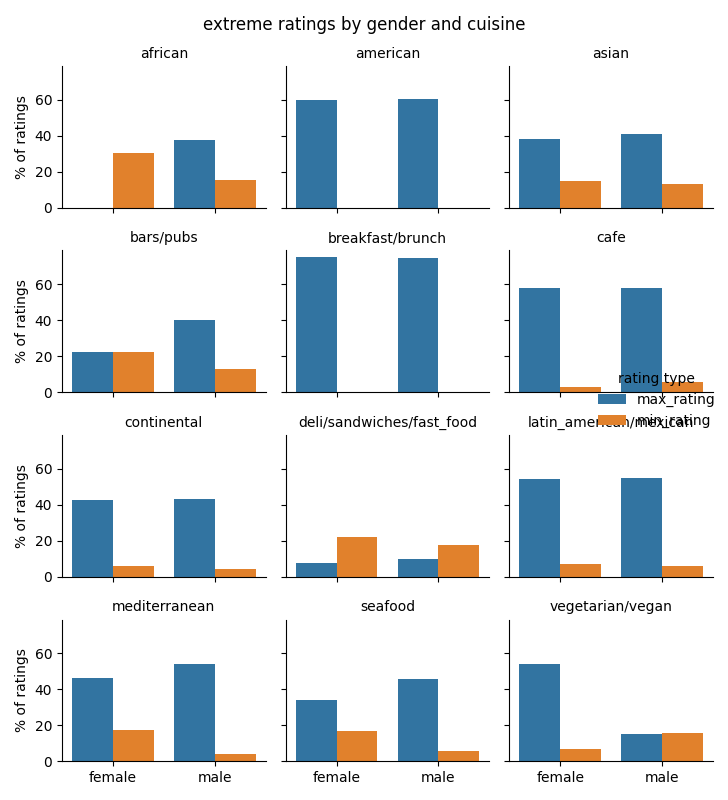 extreme ratings by gender and cuisine
african
american
asian
% of ratings
60
40
20
0
bars/pubs
breakfast/brunch
cafe
% of ratings
60
40
20
0
rating type
max_rating
min_rating
continental
deli/sandwiches/fast_food
latin_american/mexican
% of ratings
60
40
20
0
mediterranean
seafood
vegetarian/vegan
% of ratings
60
40
20
0
female
male
female
male
female
male